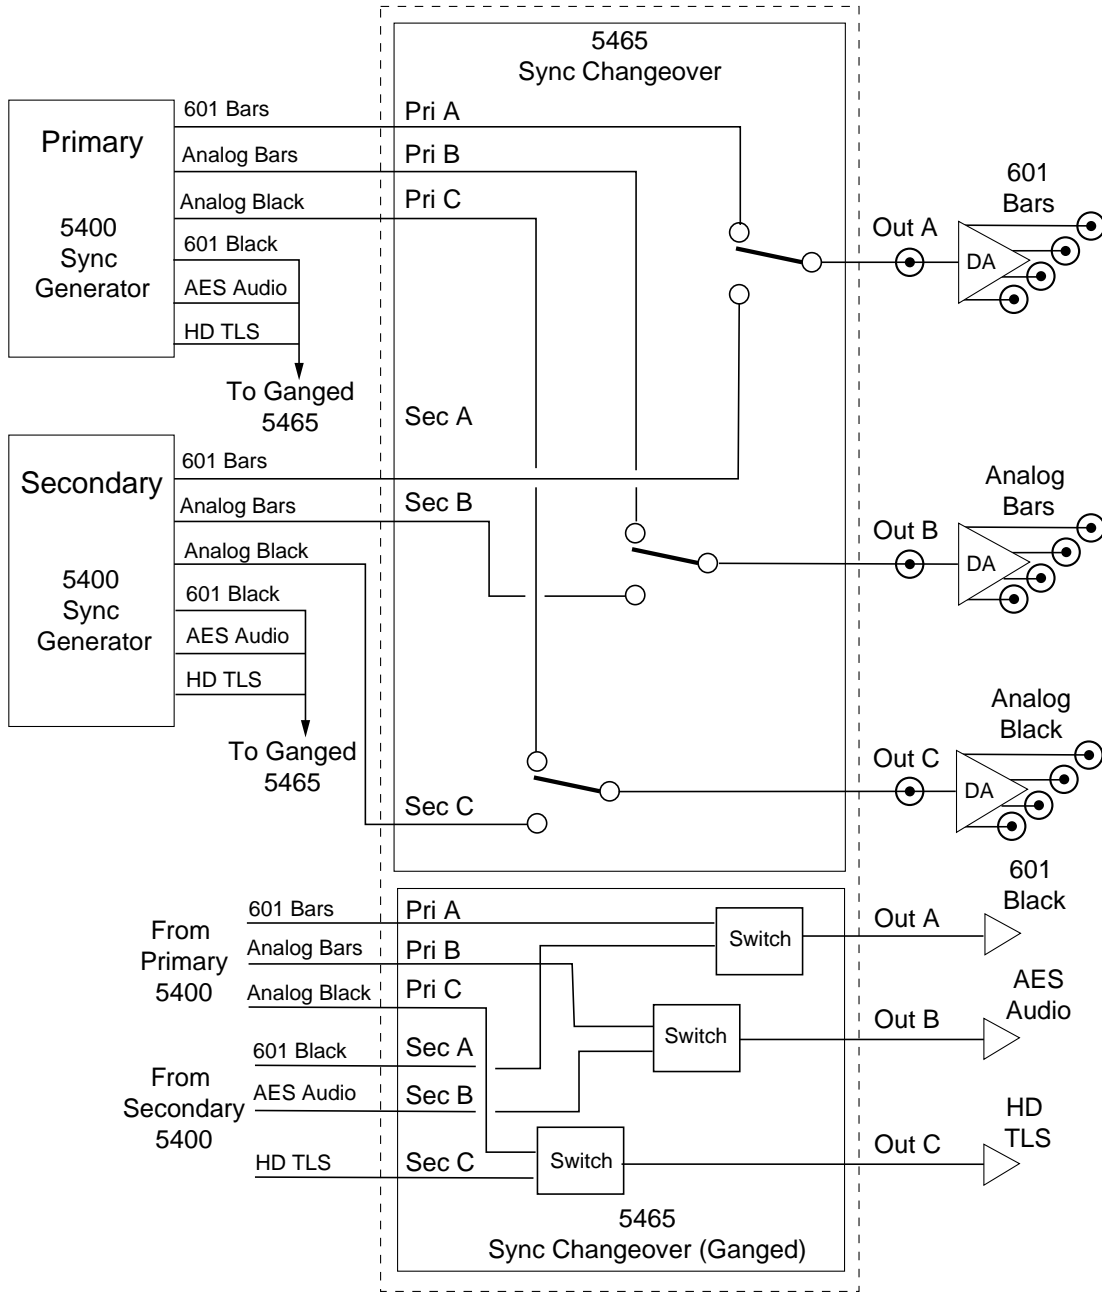 5465
Sync Changeover
Primary
5400
Sync
Generator
601 Bars
Analog Bars
Analog Black
601 Black
AES Audio
HD TLS
To Ganged
5465
Pri A
Pri B
Pri C
Out A
601
Bars
DA
Secondary
5400
Sync
Generator
601 Bars
Analog Bars
Analog Black
601 Black
AES Audio
HD TLS
To Ganged
5465
Sec A
Sec B
Sec C
Out B
Analog
Bars
DA
Out C
Analog
Black
DA
From
Primary
5400
601 Bars
Analog Bars
Analog Black
Pri A
Pri B
Pri C
From
Secondary
5400
601 Black
AES Audio
HD TLS
Sec A
Sec B
Sec C
Switch
Switch
Switch
Out A
601
Black
Out B
AES
Audio
Out C
HD
TLS
5465
Sync Changeover (Ganged)